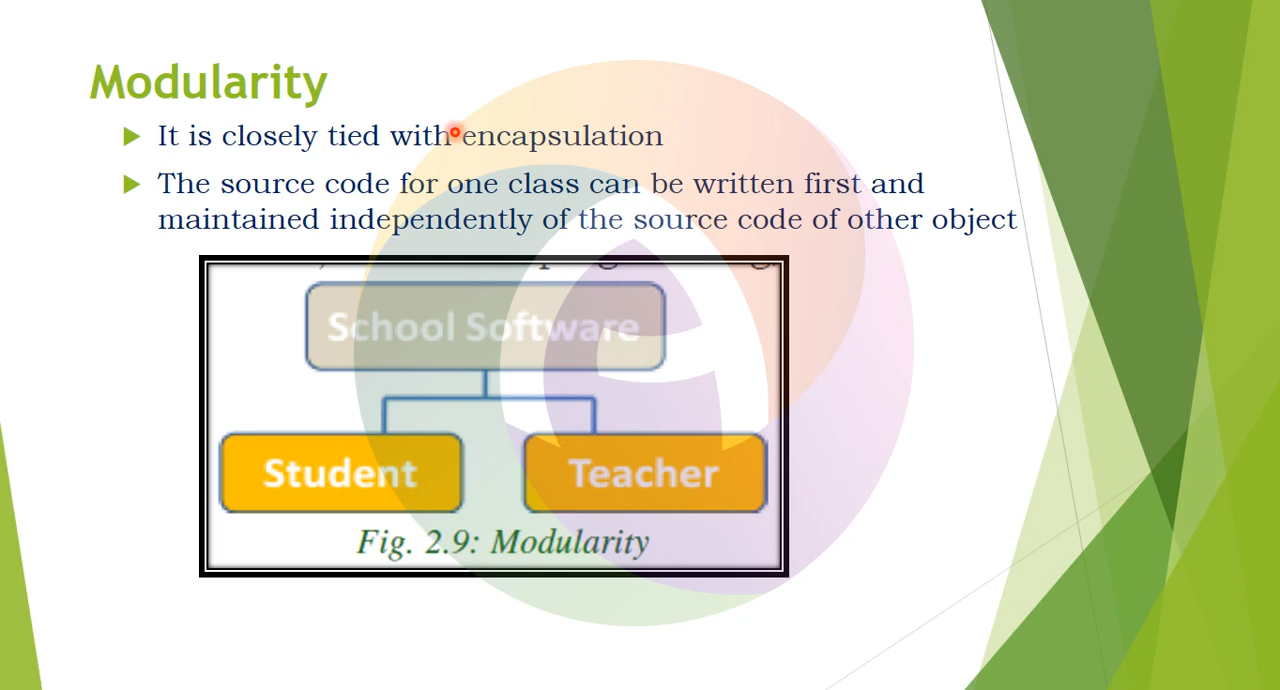 Modularity
It is closely tied with encapsulation
The source code for one class can be written first and
maintained independently of the source code of other object
School Software
Student
Teacher
Fig. 2.9: Modularity